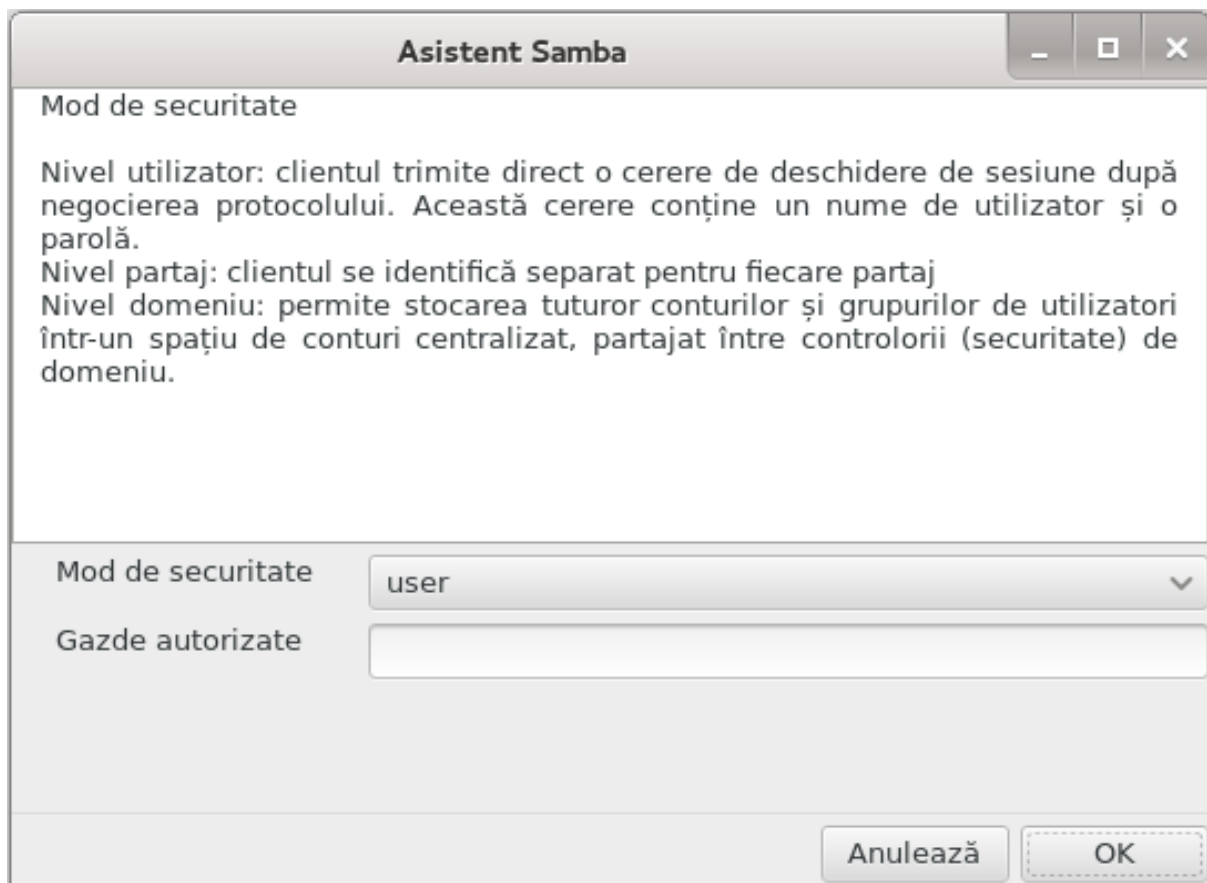 Asistent Samba
Mod de securitate
Nivel utilizator: clientul trimite direct o cerere de deschidere de sesiune după
negocierea protocolului. Această cerere conține un nume de utilizator și o
parolă.
Nivel partaj: clientul se identifică separat pentru fiecare partaj
Nivel domeniu: permite stocarea tuturor conturilor și grupurilor de utilizatori
într-un spațiu de conturi centralizat, partajat între controlorii (securitate) de
domeniu.
Mod de securitate
user
Gazde autorizate
Anulează
OK